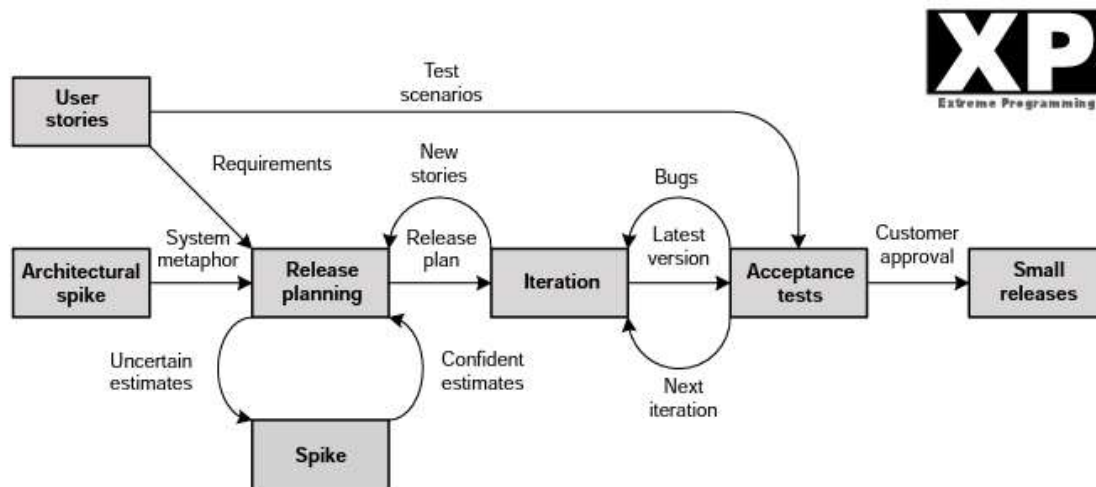 XP
Extreme Programming
User
stories
Test
scenarios
Requirements
New
stories
Bugs
Architectural
spike
System
metaphor
Release
planning
Release
plan
Iteration
Latest
version
Acceptance
tests
Customer
approval
Small
releases
Uncertain
estimates
Confident
estimates
Next
iteration
Spike